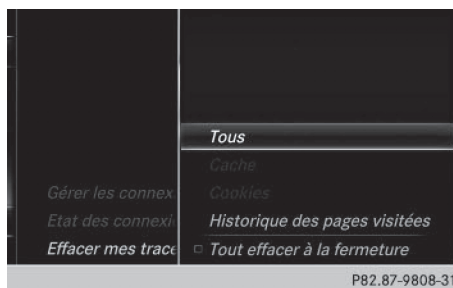 Tous
Cache
Gérer les connex Cookies
Etat des connexi Historique des pages visitées
Effacer mes trace Tout effacer à la fermeture
P82.87-9808-31